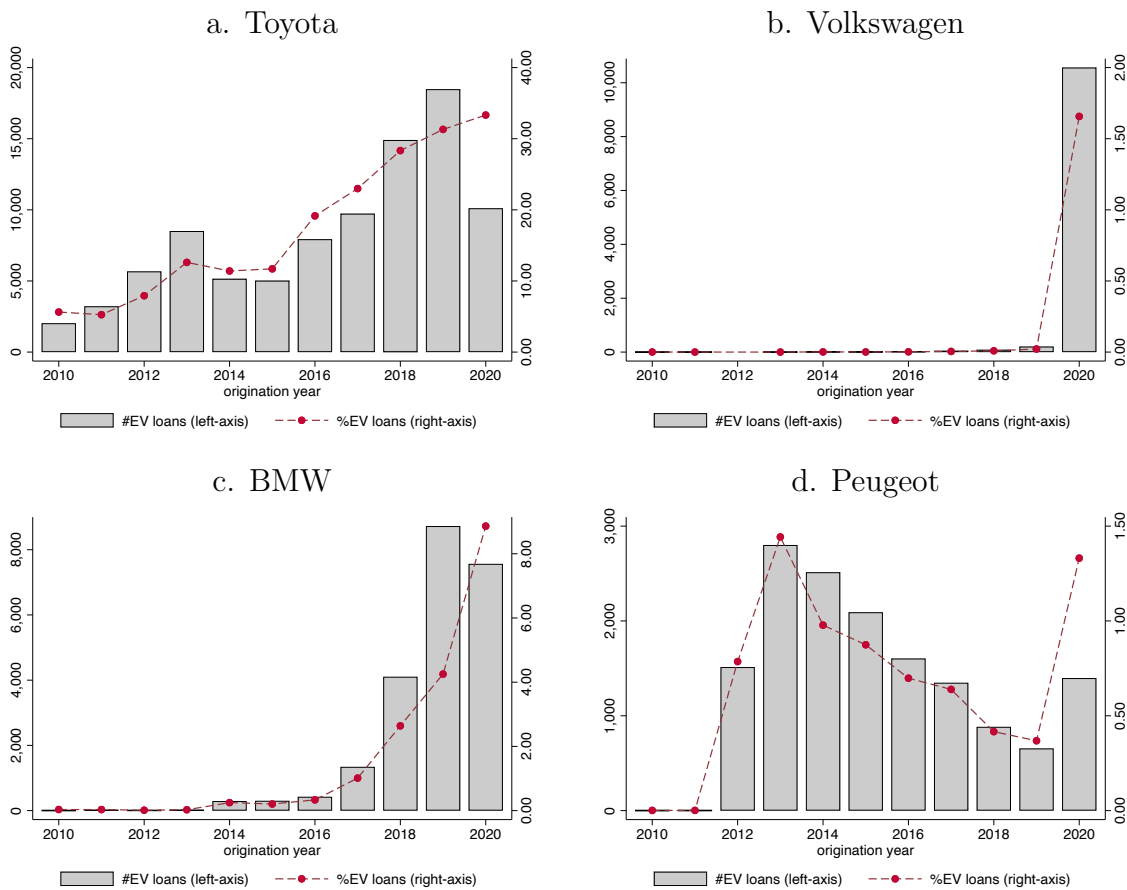 a. Toyota
20,000
15,000
10,000
5,000
0
40.00
30.00
20.00
10.00
0.00
2010 2012 2014 2016 2018 2020
origination year
#EV loans (left-axis) %EV loans (right-axis)
b. Volkswagen
10,000
8,000
6,000
4,000
2,000
0
2.00
1.50
1.00
0.50
0.00
2010 2012 2014 2016 2018 2020
origination year
#EV loans (left-axis) %EV loans (right-axis)
c. BMW
8,000
6,000
4,000
2,000
0
8.00
6.00
4.00
2.00
0.00
2010 2012 2014 2016 2018 2020
origination year
#EV loans (left-axis) %EV loans (right-axis)
d. Peugeot
3,000
2,000
1,000
0
1.50
1.00
0.50
0.00
2010 2012 2014 2016 2018 2020
origination year
#EV loans (left-axis) %EV loans (right-axis)